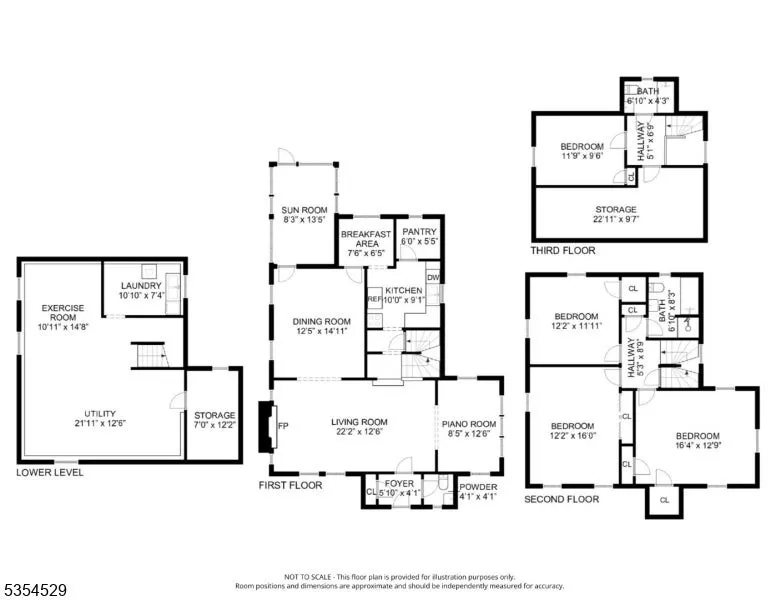 BATH
6'10" x 4'3"
BEDROOM
11'9" x 9'6"
HALLWAY
5'1" x 6'9"
CL
STORAGE
22'11" x 9'7"
THIRD FLOOR
SUN ROOM
8'3" x 13'5"
BREAKFAST
AREA
7'6" x 6'5"
PANTRY
6'0" x 5'5"
KITCHEN
10'0" x 9'1"
DW
REF
DINING ROOM
12'5" x 14'11"
LIVING ROOM
22'2" x 12'6"
FP
PIANO ROOM
8'5" x 12'6"
CL
FOYER
5'10" x 4'1"
POWDER
4'1" x 4'1"
FIRST FLOOR
LAUNDRY
10'10" x 7'4"
EXERCISE
ROOM
10'11" x 14'8"
UTILITY
21'11" x 12'6"
STORAGE
7'0" x 12'2"
LOWER LEVEL
BEDROOM
12'2" x 11'11"
CL
CL
BATH
6'10" x 8'3"
HALLWAY
5'3" x 8'9"
BEDROOM
12'2" x 16'0"
CL
CL
BEDROOM
16'4" x 12'9"
CL
SECOND FLOOR
NOT TO SCALE - This floor plan is provided for illustration purposes only.
Room positions and dimensions are approximate and should be independently measured for accuracy.
5354529